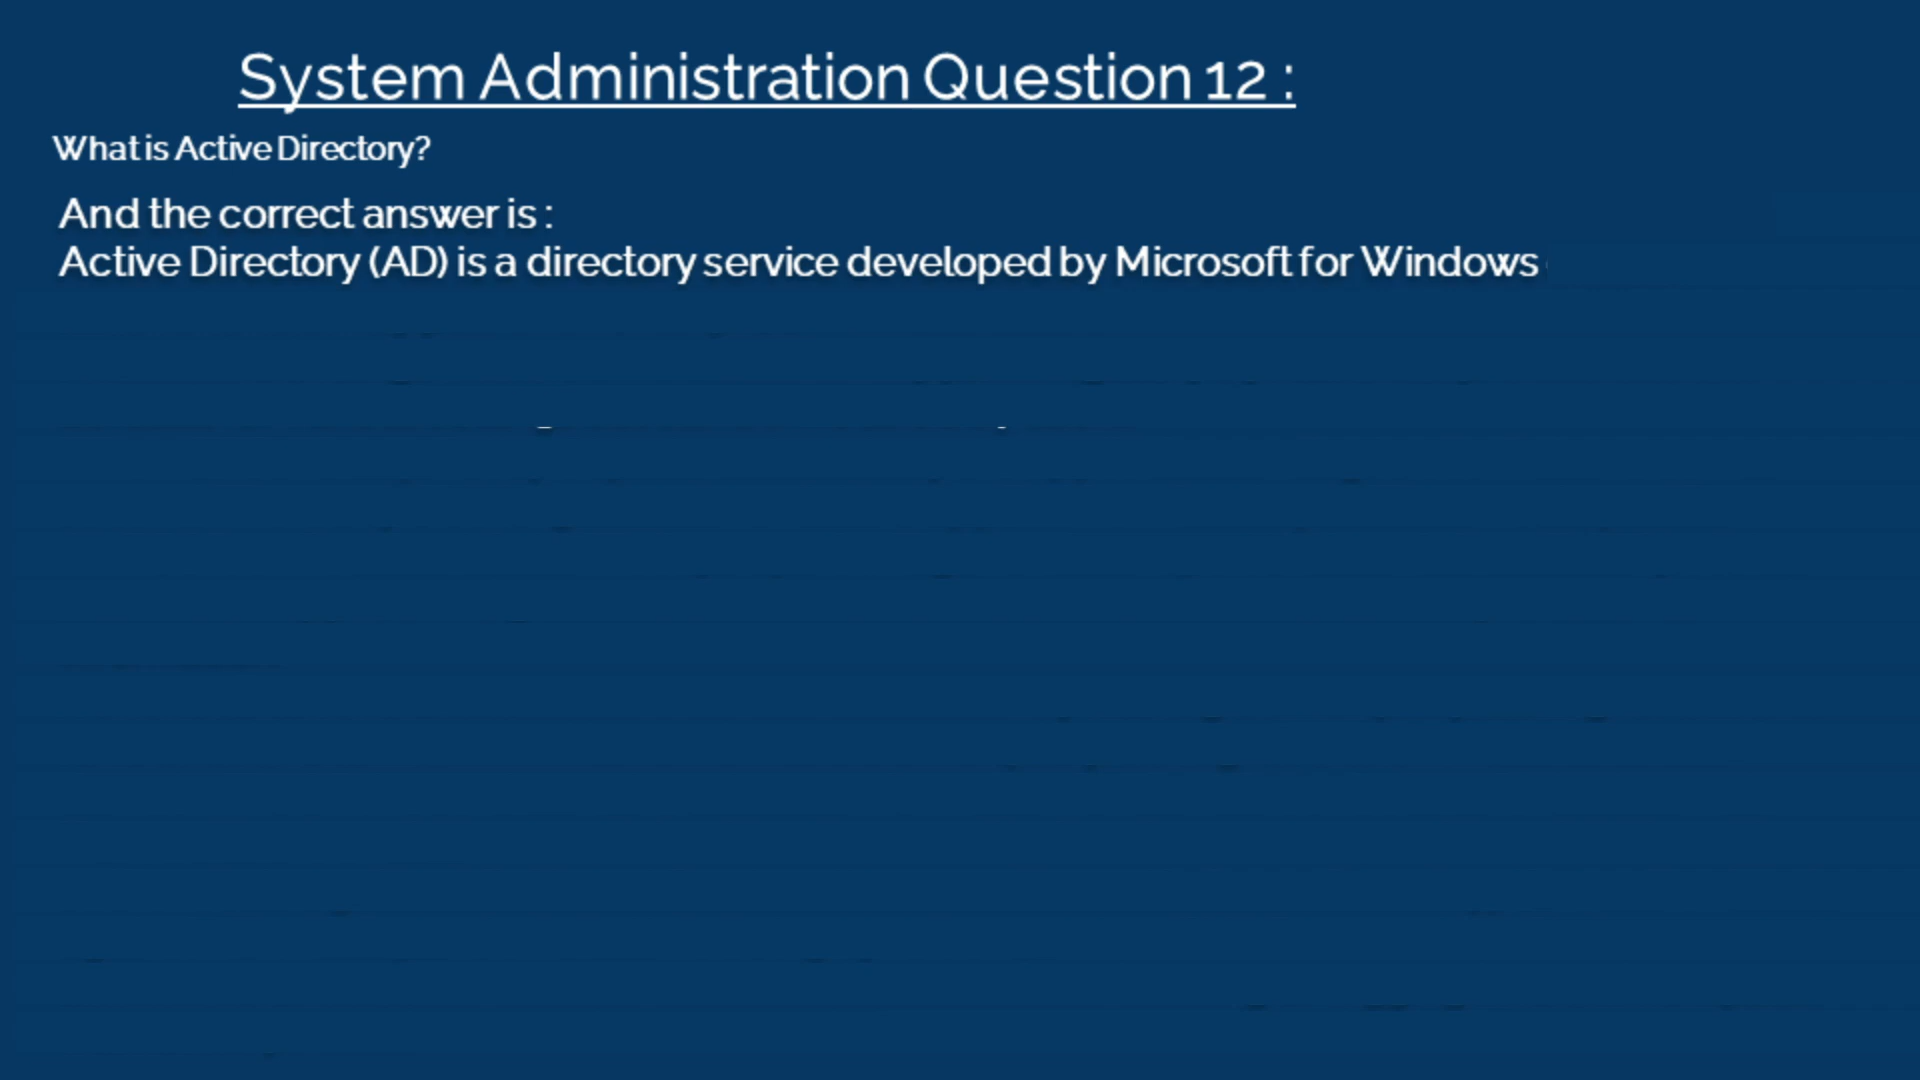 System Administration Question 12 :
What is Active Directory?
And the correct answer is :
Active Directory (AD) is a directory service developed by Microsoft for Windows